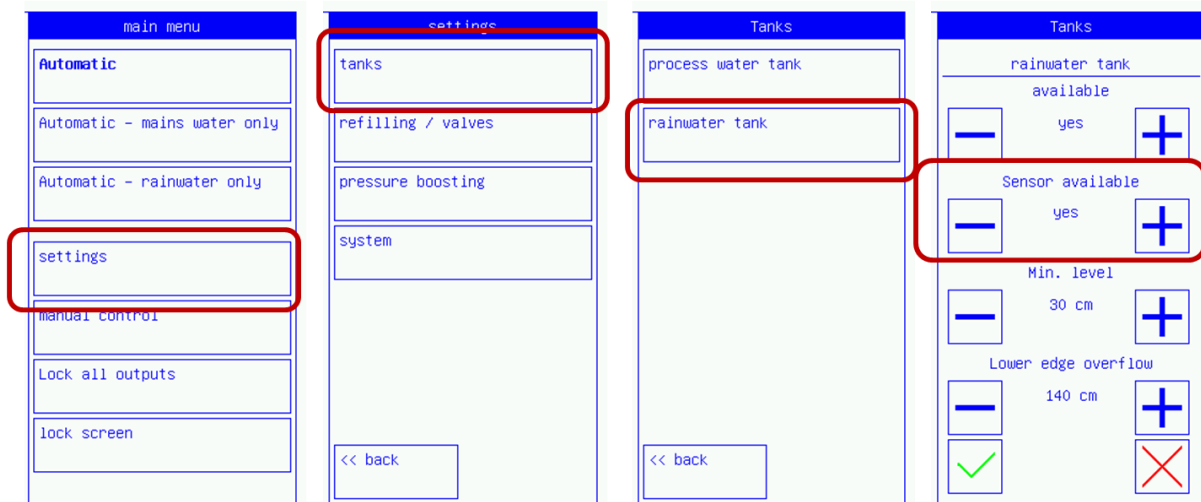 main menu
Automatic
Automatic - mains water only
Automatic - rainwater only
settings
manual control
Lock all outputs
lock screen
settings
tanks
refilling / valves
pressure boosting
system
<< back
Tanks
process water tank
rainwater tank
<< back
Tanks
rainwater tank
available
yes
Sensor available
yes
Min. level
30 cm
Lower edge overflow
140 cm